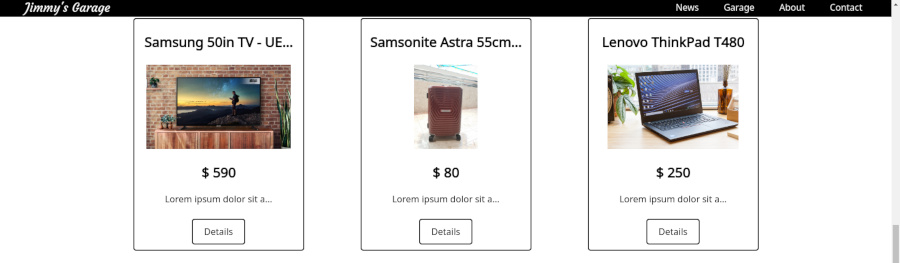 Jimmy's Garage
News Garage About Contact
Samsung 50in TV - UE...
$ 590
Lorem ipsum dolor sit a...
Details
Samsonite Astra 55cm...
$ 80
Lorem ipsum dolor sit a...
Details
Lenovo ThinkPad T480
$ 250
Lorem ipsum dolor sit a...
Details